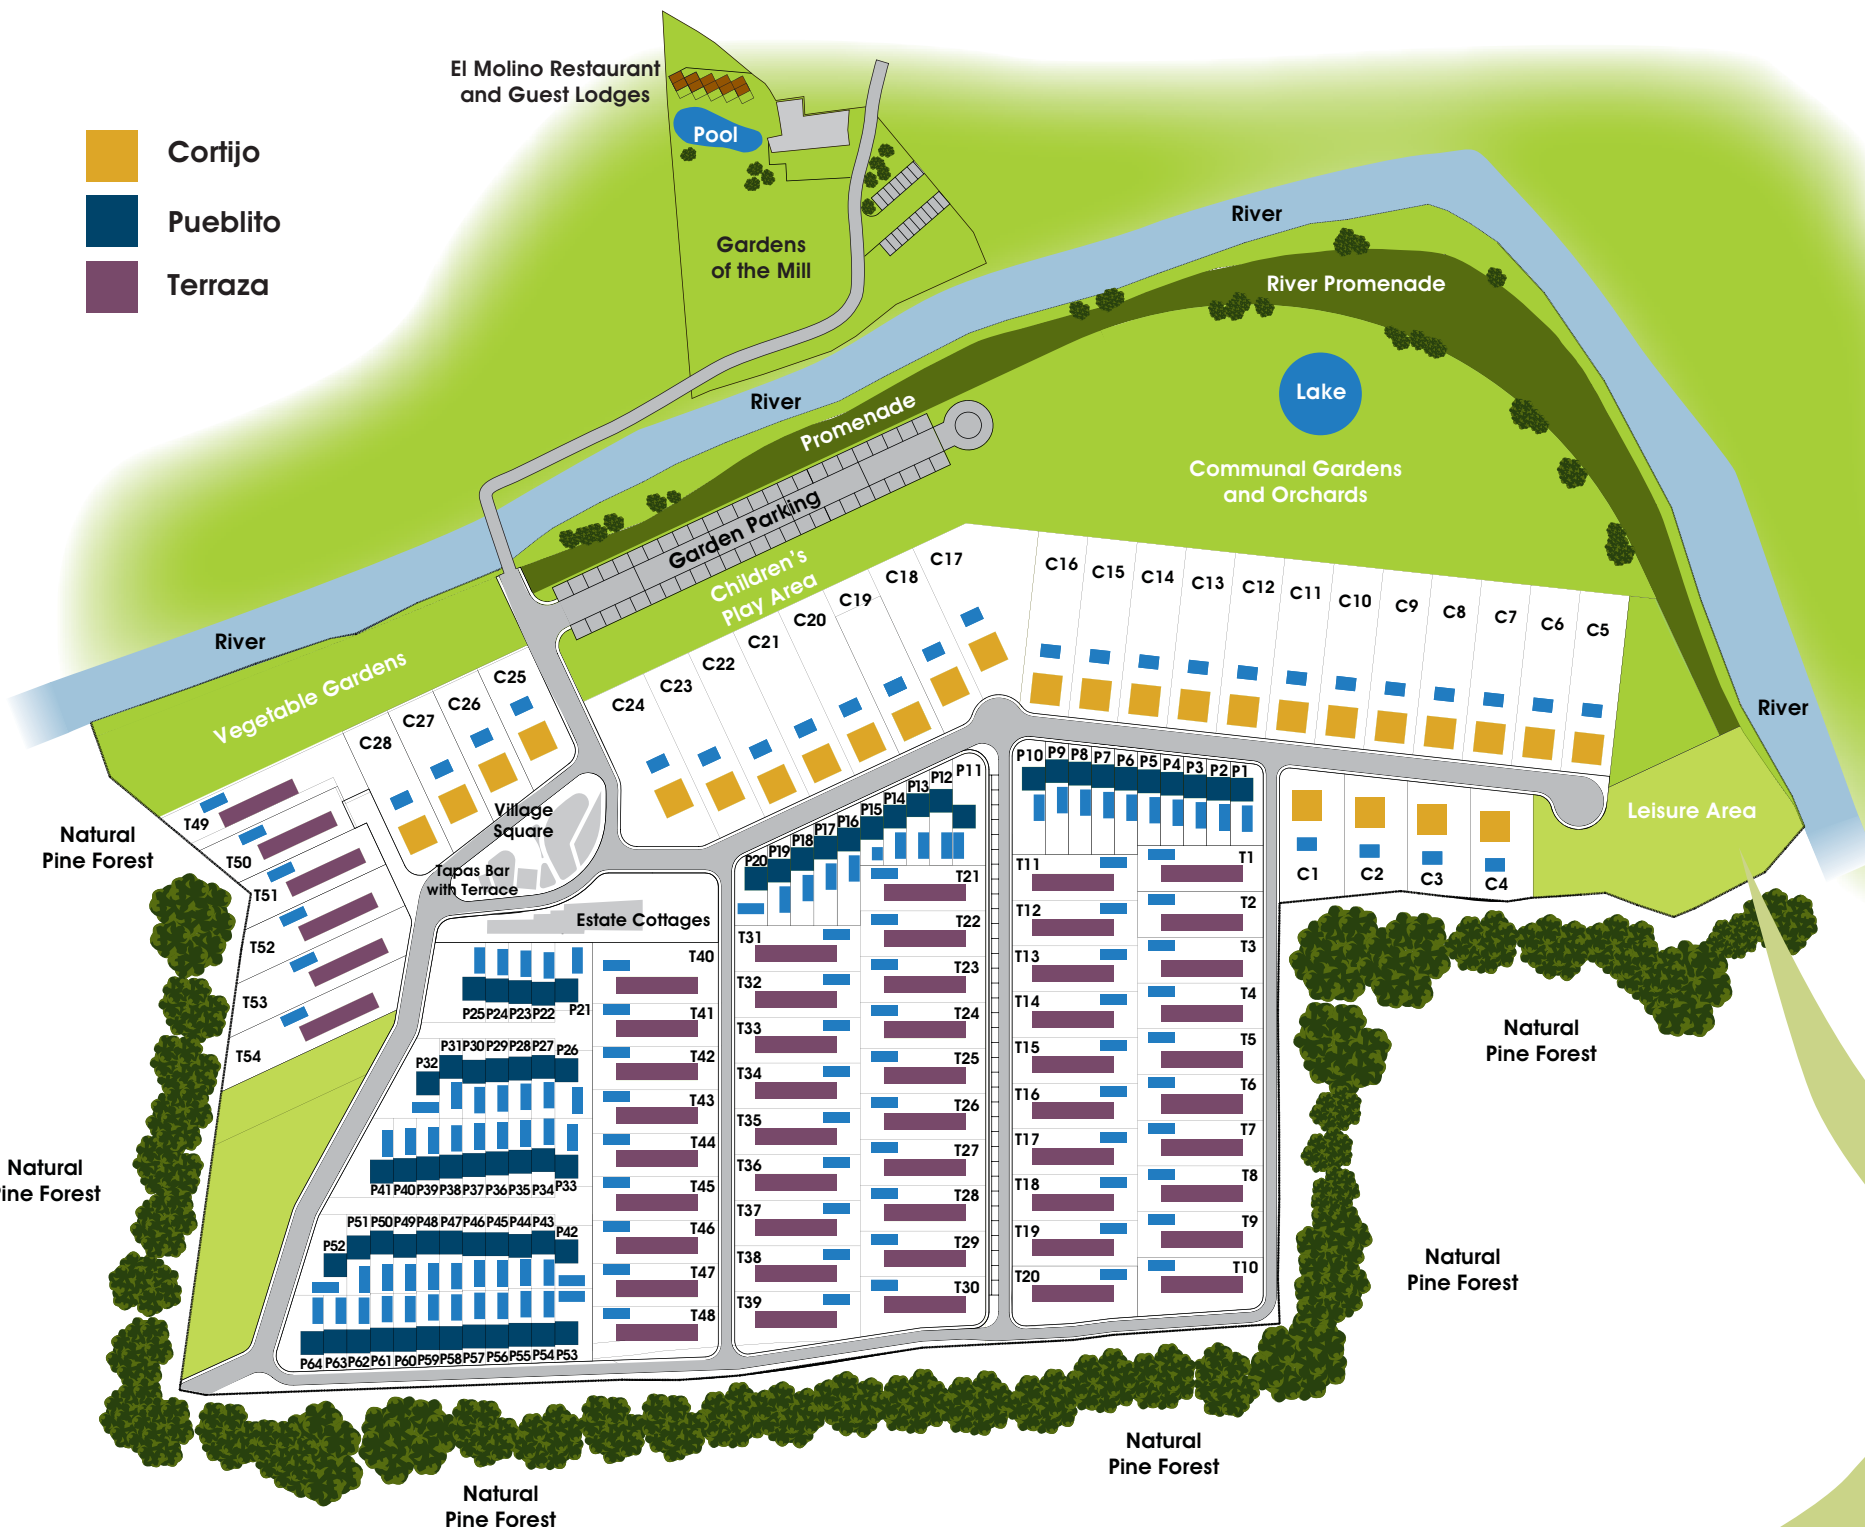 El Molino Restaurant
and Guest Lodges
Pool
Cortijo
Pueblito
Terraza
Gardens
of the Mill
River
River Promenade
River
Lake
Promenade
Communal Gardens
and Orchards
Garden Parking
Children's
Play Area
River
Vegetable Gardens
River
C17
C18
C19
C20
C21
C22
C23
C24
C16
C15
C14
C13
C12
C11
C10
C9
C8
C7
C6
C5
C25
C26
C27
C28
Village
Square
Tapas Bar
with Terrace
Estate Cottages
Leisure Area
C1
C2
C3
C4
P10
P9
P8
P7
P6
P5
P4
P3
P2
P1
P11
P12
P13
P14
P15
P16
P17
P18
P19
P20
T49
T50
T51
T52
T53
T54
Natural
Pine Forest
T1
T2
T3
T4
T5
T6
T7
T8
T9
T10
T11
T12
T13
T14
T15
T16
T17
T18
T19
T20
T21
T22
T23
T24
T25
T26
T27
T28
T29
T30
T31
T32
T33
T34
T35
T36
T37
T38
T39
T40
T41
T42
T43
T44
T45
T46
T47
T48
P25 P24 P23 P22 P21
P32 P31 P30 P29 P28 P27 P26
P41 P40 P39 P38 P37 P36 P35 P34 P33
P52 P51 P50 P49 P48 P47 P46 P45 P44 P43 P42
P64 P63 P62 P61 P60 P59 P58 P57 P56 P55 P54 P53
Natural
Pine Forest
Natural
Pine Forest
Natural
Pine Forest
Natural
Pine Forest
Natural
Pine Forest